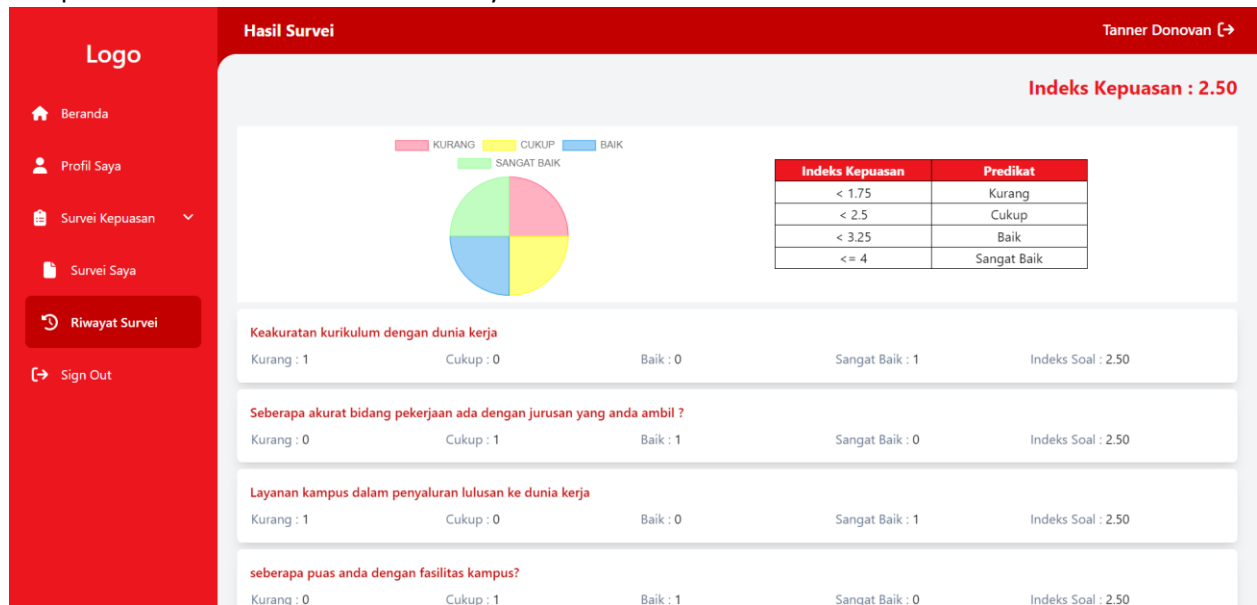 Logo
Beranda
Profil Saya
Survei Kepuasan
Survei Saya
Riwayat Survei
Sign Out
Hasil Survei
Tanner Donovan
Indeks Kepuasan : 2.50
KURANG CUKUP BAIK
SANGAT BAIK
Indeks Kepuasan Predikat
< 1.75 Kurang
< 2.5 Cukup
< 3.25 Baik
<= 4 Sangat Baik
Keakuratan kurikulum dengan dunia kerja
Kurang : 1 Cukup : 0 Baik : 0 Sangat Baik : 1 Indeks Soal : 2.50
Seberapa akurat bidang pekerjaan ada dengan jurusan yang anda ambil ?
Kurang : 0 Cukup : 1 Baik : 1 Sangat Baik : 0 Indeks Soal : 2.50
Layanan kampus dalam penyaluran lulusan ke dunia kerja
Kurang : 1 Cukup : 0 Baik : 0 Sangat Baik : 1 Indeks Soal : 2.50
seberapa puas anda dengan fasilitas kampus?
Kurang : 0 Cukup : 1 Baik : 1 Sangat Baik : 0 Indeks Soal : 2.50